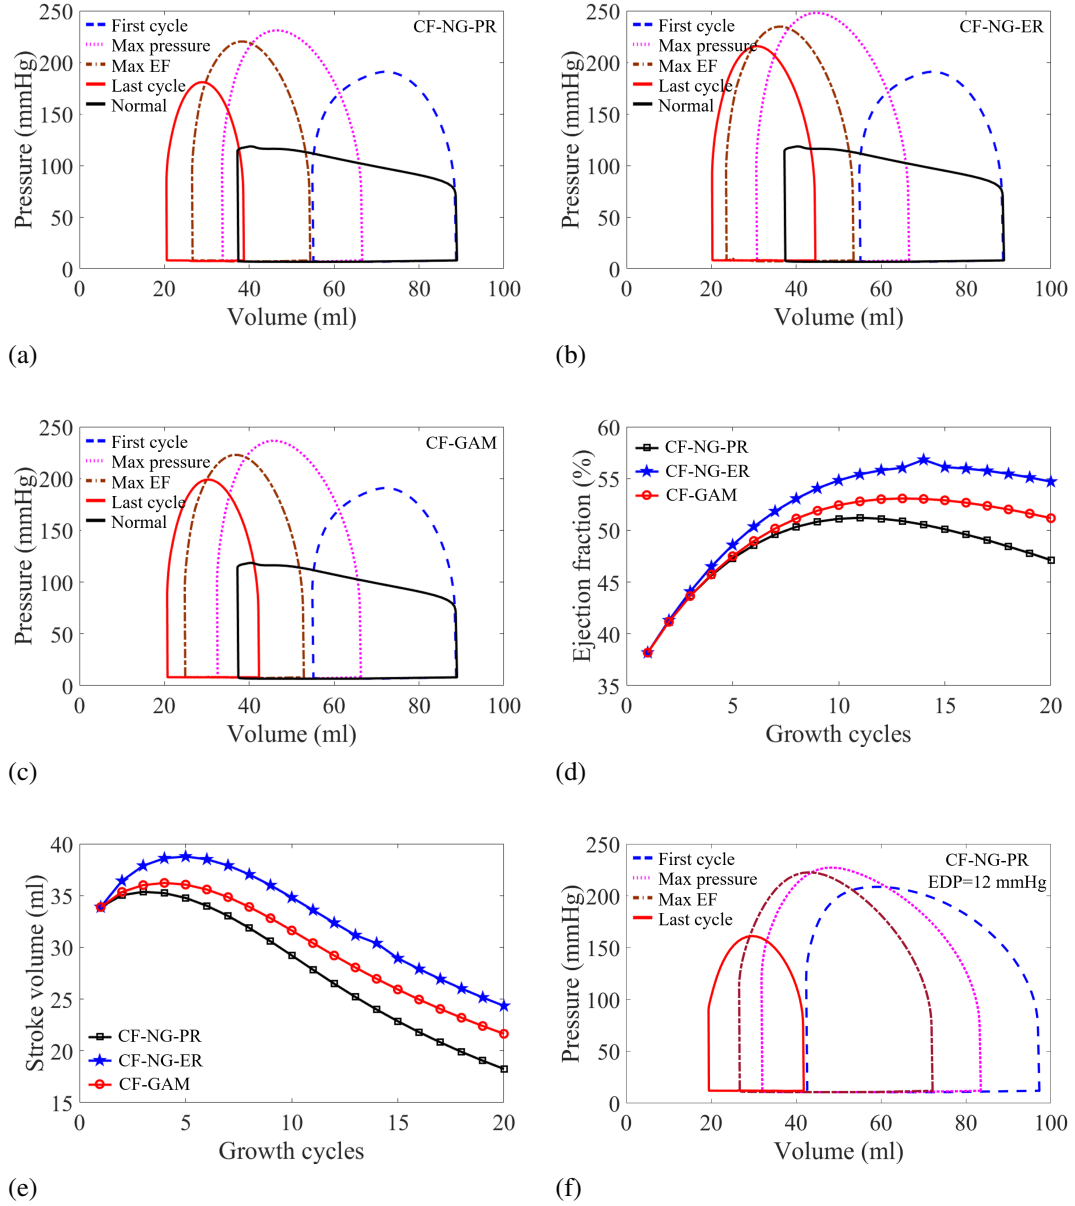 CF-NG-PR
First cycle
Max pressure
Max EF
Last cycle
Normal
250
200
150
100
50
0
0
20
40
60
80
100
Pressure (mmHg)
Volume (ml)
(a)
CF-NG-ER
First cycle
Max pressure
Max EF
Last cycle
Normal
250
200
150
100
50
0
0
20
40
60
80
100
Pressure (mmHg)
Volume (ml)
(b)
CF-GAM
First cycle
Max pressure
Max EF
Last cycle
Normal
250
200
150
100
50
0
0
20
40
60
80
100
Pressure (mmHg)
Volume (ml)
(c)
CF-NG-PR
CF-NG-ER
CF-GAM
60
55
50
45
40
35
0
5
10
15
20
Ejection fraction (%)
Growth cycles
(d)
40
35
30
25
20
15
CF-NG-PR
CF-NG-ER
CF-GAM
0
5
10
15
20
Stroke volume (ml)
Growth cycles
(e)
CF-NG-PR
EDP=12 mmHg
First cycle
Max pressure
Max EF
Last cycle
250
200
150
100
50
0
0
20
40
60
80
100
Pressure (mmHg)
Volume (ml)
(f)